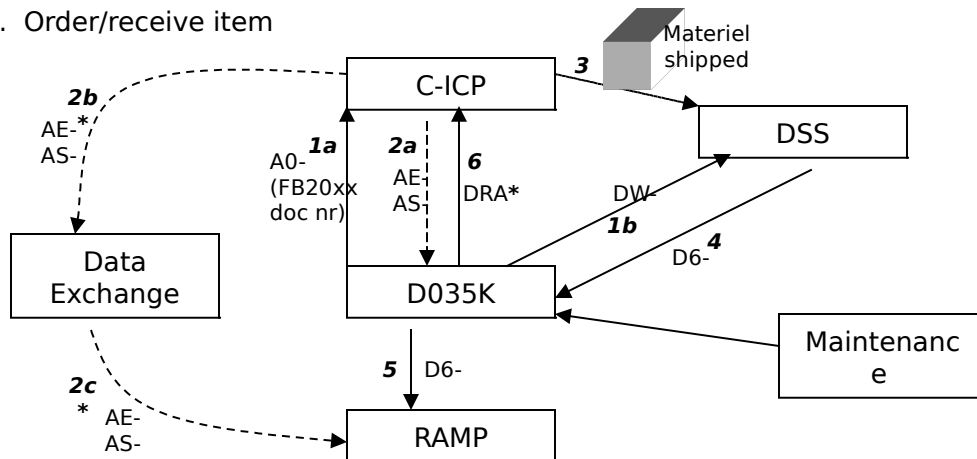 . Order/receive item
Materiel
shipped
3
C-ICP
2b
AE-*
AS-
1a
A0-
(FB20xx
doc nr)
2a
AE-
AS-
6
DRA*
DSS
DW-
1b
D6-
4
Data
Exchange
D035K
Maintenanc
e
5
D6-
2c
*
AE-
AS-
RAMP